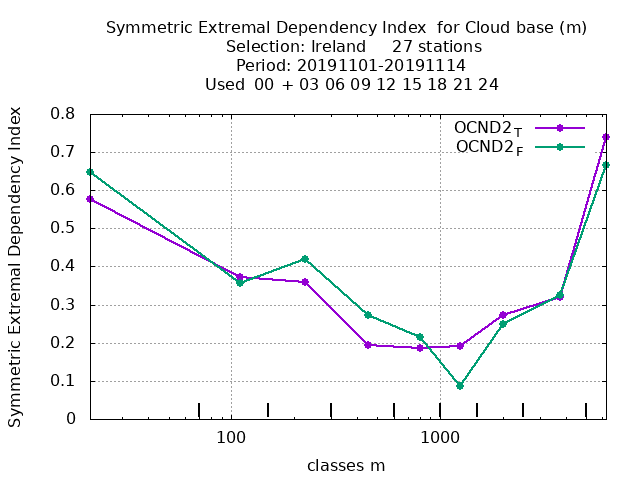 Symmetric Extremal Dependency Index  for Cloud base (m)
Selection: Ireland     27 stations
Period: 20191101-20191114
Used  00 + 03 06 09 12 15 18 21 24
Symmetric Extremal Dependency Index
0.8
0.7
0.6
0.5
0.4
0.3
0.2
0.1
0
OCND2T
OCND2F
100
1000
classes m